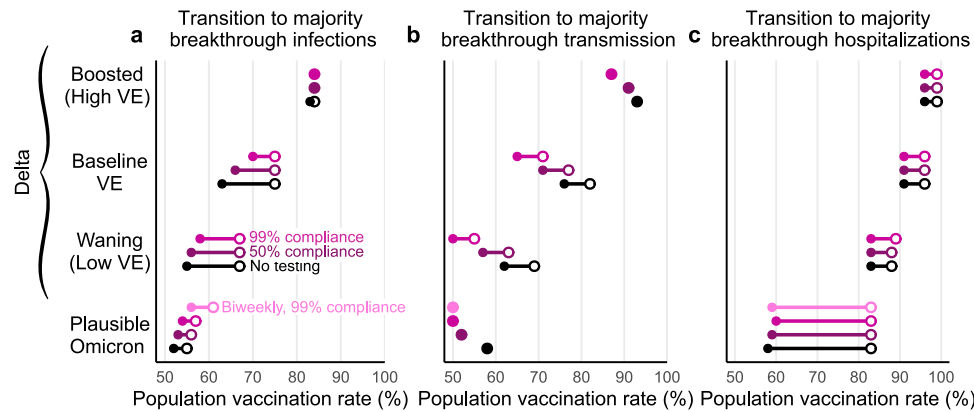 a
Transition to majority
breakthrough infections
b
Transition to majority
breakthrough transmission
c
Transition to majority
breakthrough hospitalizations
Delta
Boosted
(High VE)
Baseline
VE
Waning
(Low VE)
Plausible
Omicron
99% compliance
50% compliance
No testing
Biweekly, 99% compliance
50 60 70 80 90 100
Population vaccination rate (%)
50 60 70 80 90 100
Population vaccination rate (%)
50 60 70 80 90 100
Population vaccination rate (%)